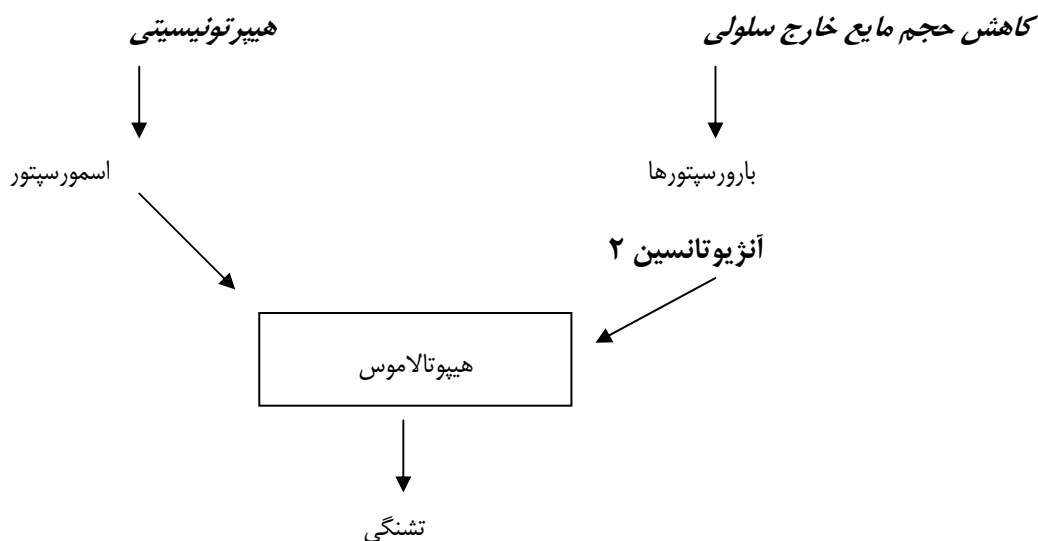 کاهش حجم مایع خارج سلولی
هیپرتونیسیتی
بارورسپتورها
اسمورسپتور
آنژیوتانسین ۲
هیپوتالاموس
تشنگی